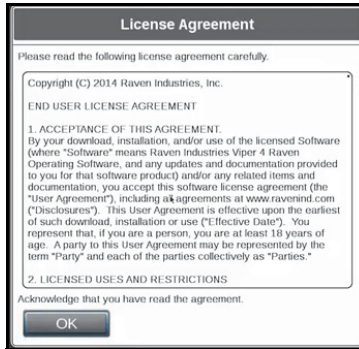 License Agreement
Please read the following license agreement carefully.
Copyright (C) 2014 Raven Industries, Inc.
END USER LICENSE AGREEMENT
1. ACCEPTANCE OF THIS AGREEMENT.
By your download, installation, and/or use of the licensed Software
(where "Software" means Raven Industries Viper 4 Raven
Operating Software, and any updates and documentation provided
to you for that software product) and/or any related items and
documentation, you accept this software license agreement (the
"User Agreement"), including all agreements at www.ravenind.com
("Disclosures"). This User Agreement is effective upon the earliest
of such download, installation or use ("Effective Date"). You
represent that, if you are a person, you are at least 18 years of
age. A party to this User Agreement may be represented by the
term "Party" and each of the parties collectively as "Parties."
2. LICENSED USES AND RESTRICTIONS
Acknowledge that you have read the agreement.
OK